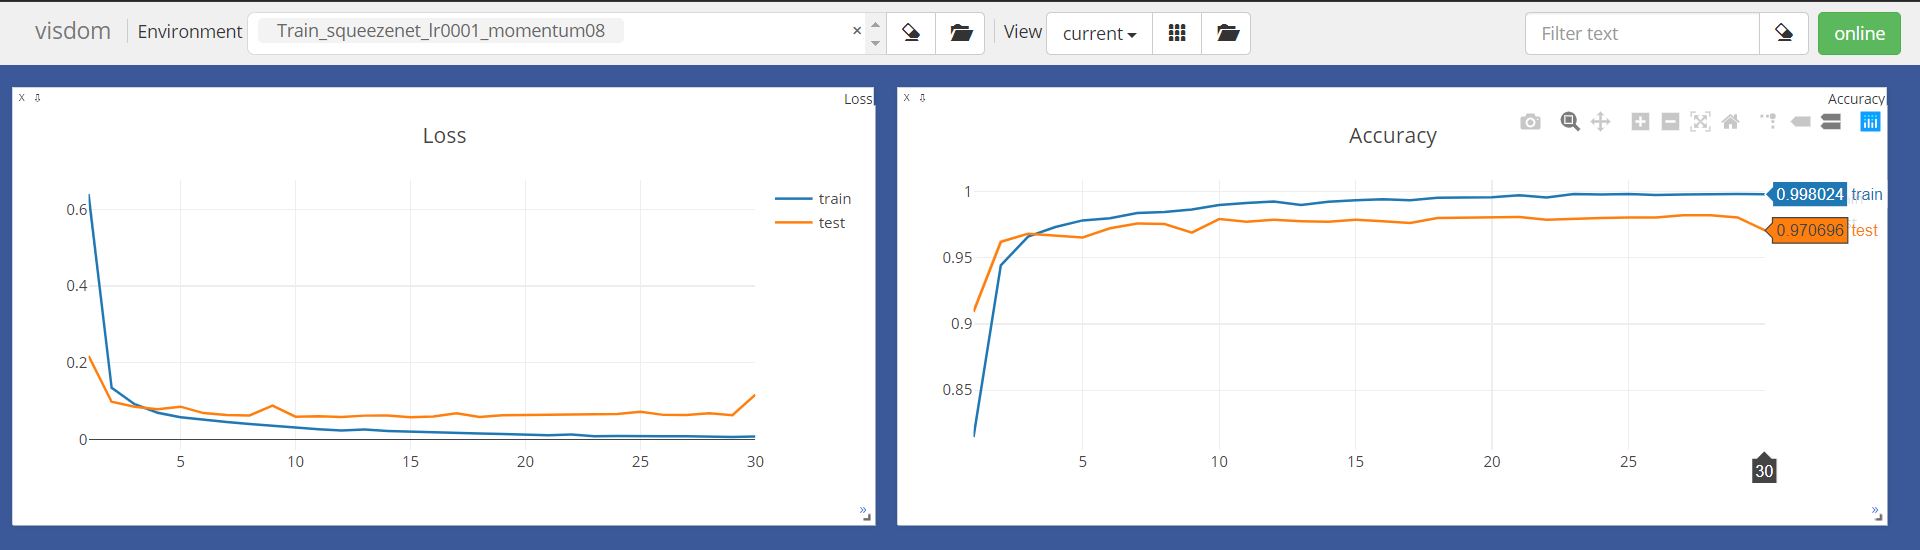 visdom Environment Train_squeezenet_lr0001_momentum08 × View current Filter text online
X Loss
Loss
train
test
0.6
0.4
0.2
0
5 10 15 20 25 30
»
X Accuracy
Accuracy
1
0.95
0.9
0.85
0.998024 train
0.970696 test
5 10 15 20 25 30
»